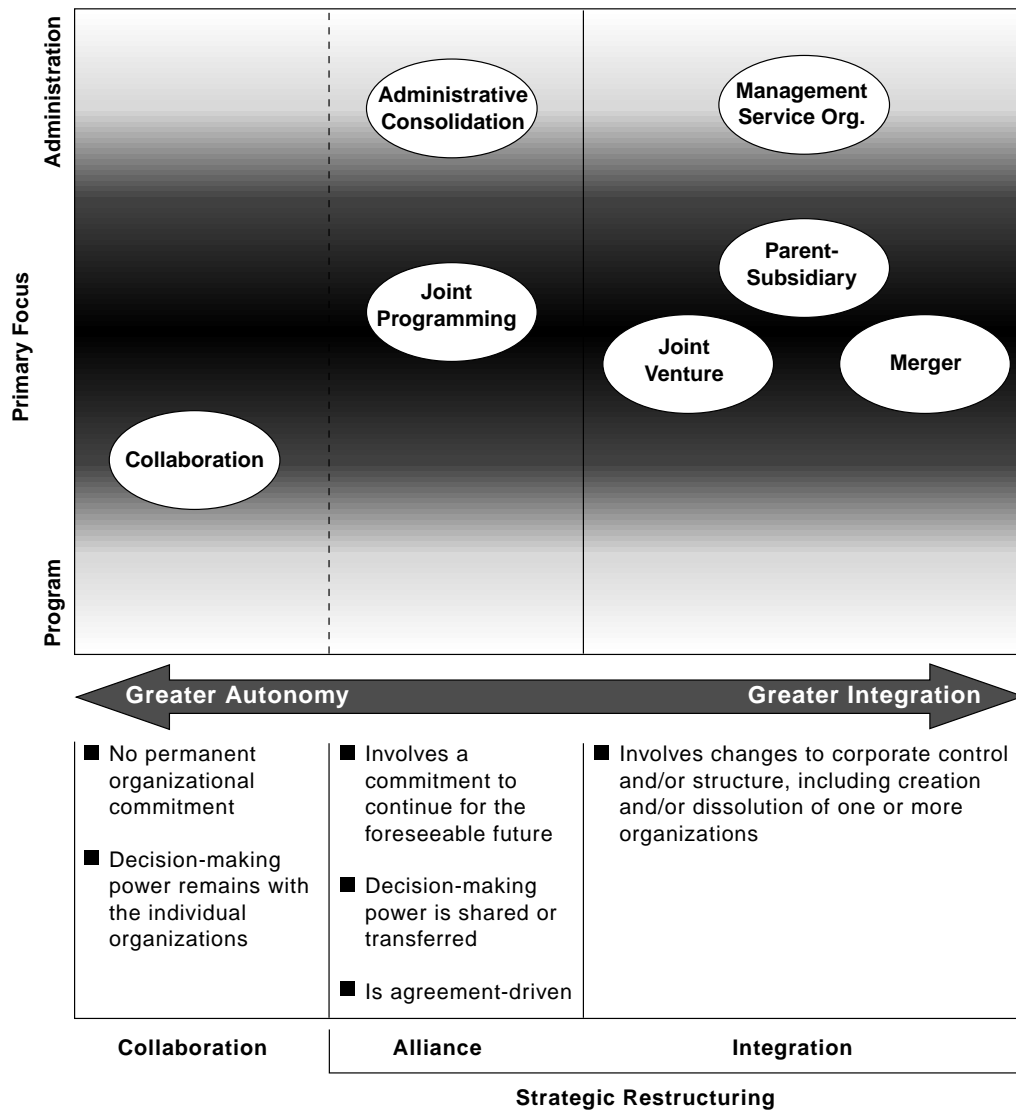 Administration
Primary Focus
Program
Administrative
Consolidation
Management
Service Org.
Parent-
Subsidiary
Joint
Programming
Joint
Venture
Merger
Collaboration
Greater Autonomy
Greater Integration
■ No permanent
organizational
commitment
■ Decision-making
power remains with
the individual
organizations
■ Involves a
commitment to
continue for the
foreseeable future
■ Decision-making
power is shared or
transferred
■ Is agreement-driven
■ Involves changes to corporate control
and/or structure, including creation
and/or dissolution of one or more
organizations
Collaboration
Alliance
Integration
Strategic Restructuring